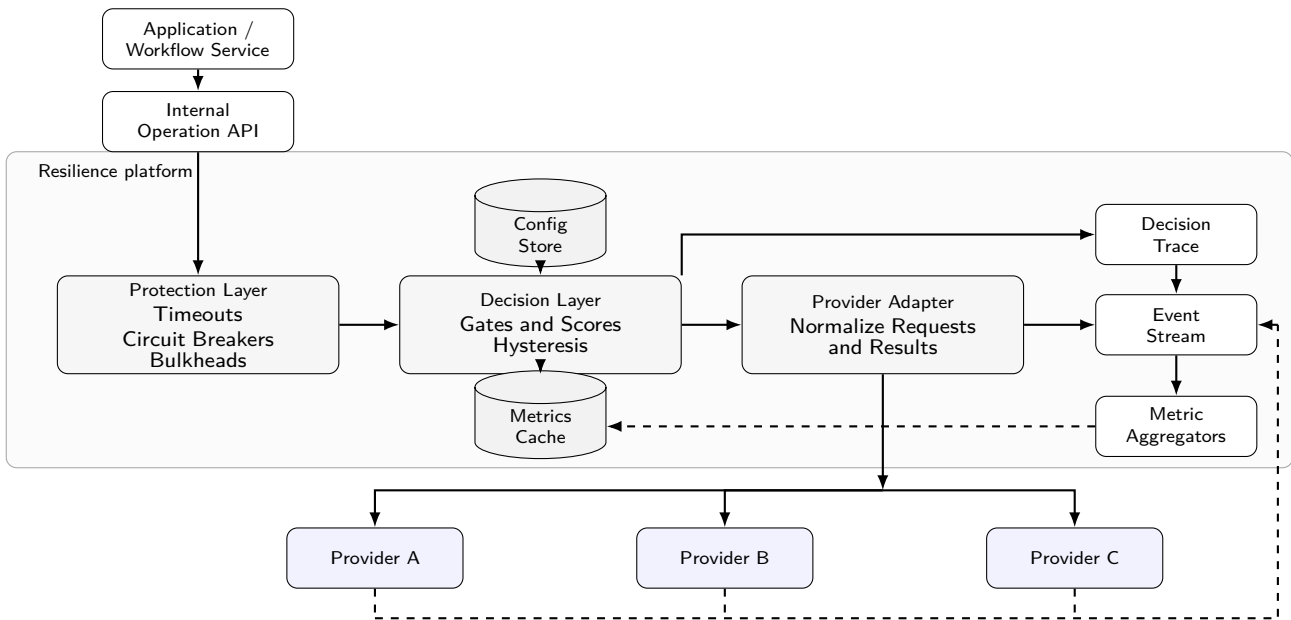 Application /
Workflow Service
Internal
Operation API
Resilience platform
Config
Store
Decision
Trace
Protection Layer
Timeouts
Circuit Breakers
Bulkheads
Decision Layer
Gates and Scores
Hysteresis
Provider Adapter
Normalize Requests
and Results
Event
Stream
Metrics
Cache
Metric
Aggregators
Provider A
Provider B
Provider C